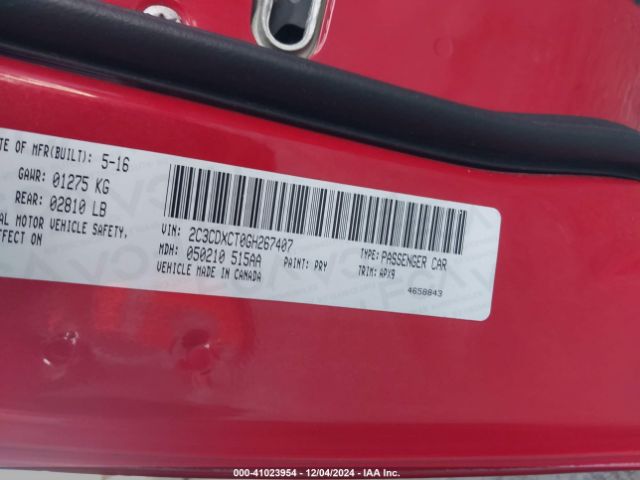 TE OF MFR(BUILT): 5-16
GAWR: 01275 KG
REAR: 02810 LB
AL MOTOR VEHICLE SAFETY,
FFECT ON
VIN: 2C3CDXCT0GH267407
TYPE: PASSENGER CAR
MDH: 050210 515AA
PAINT: PRY
TRIM: APX9
VEHICLE MADE IN CANADA
4658843
000-41023954 - 12/04/2024 - IAA Inc.